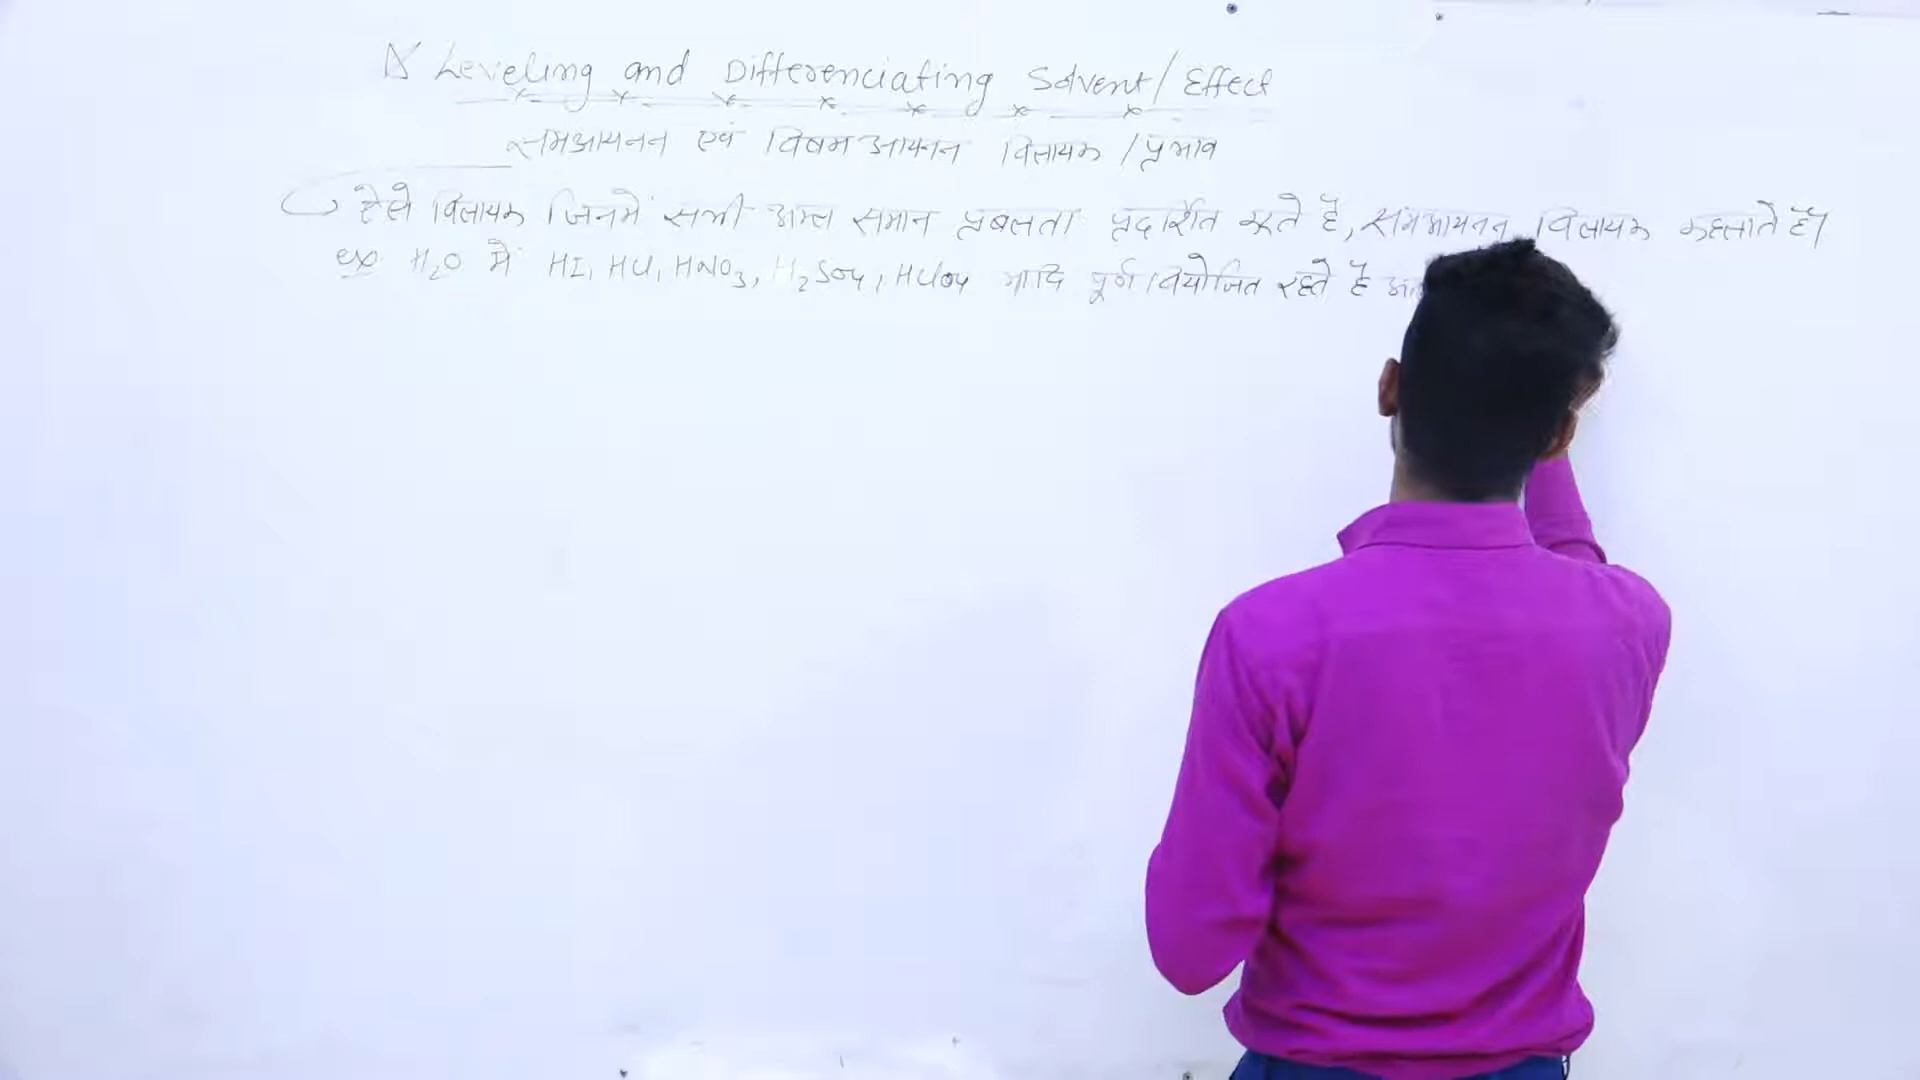 Leveling and Differenciating Solvent/Effect
समआयनन एवं विषमआयनन विलायक/प्रभाव
ऐसे विलायक जिनमें सभी अम्ल समान प्रबलता प्रदर्शित करते है, समआयनन विलायक कहलाते है।
ex H₂O में HI, HCl, HNO₃, H₂SO₄, HClO₄ आदि पूर्ण वियोजित रहते है